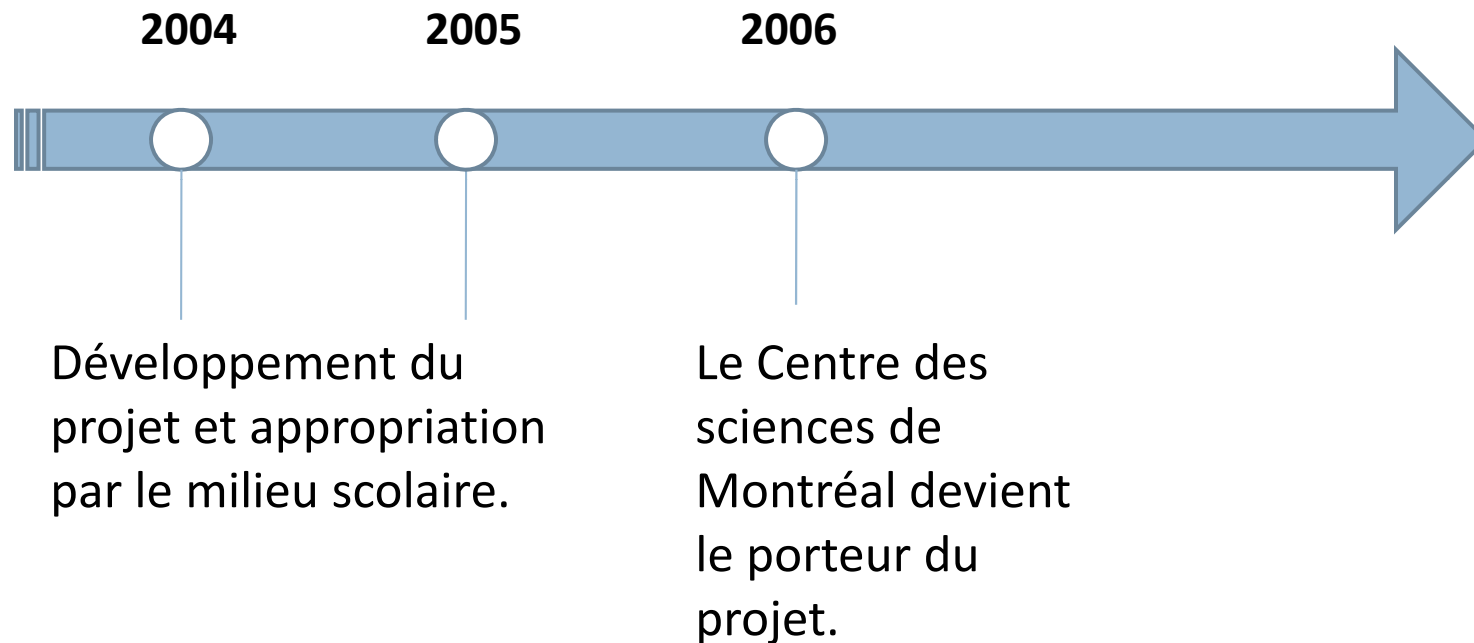 2004 2005 2006
Développement du
projet et appropriation
par le milieu scolaire.
Le Centre des
sciences de
Montréal devient
le porteur du
projet.